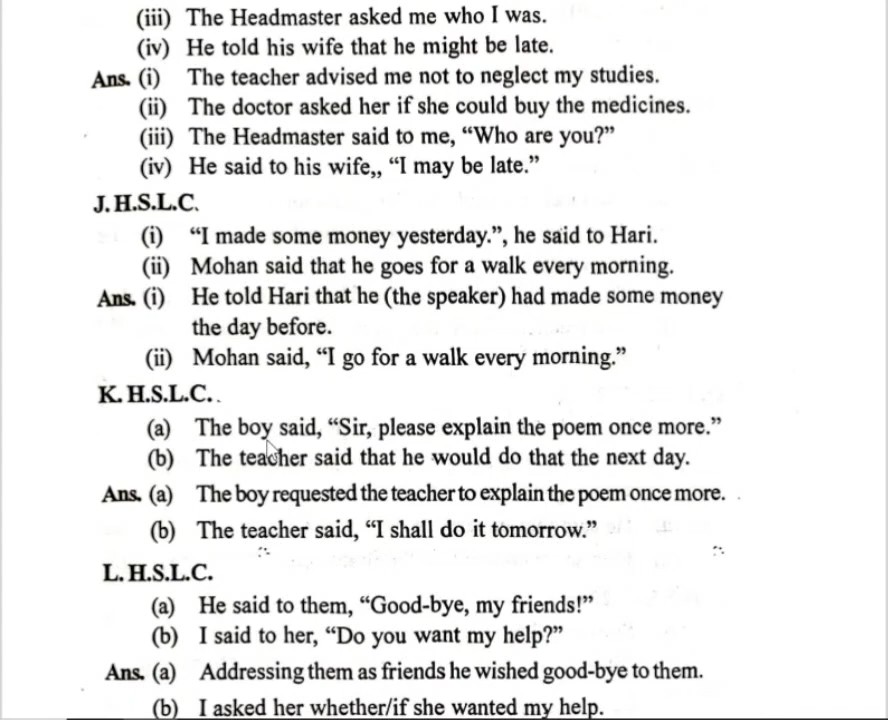 (iii) The Headmaster asked me who I was.
(iv) He told his wife that he might be late.
Ans. (i) The teacher advised me not to neglect my studies.
(ii) The doctor asked her if she could buy the medicines.
(iii) The Headmaster said to me, “Who are you?”
(iv) He said to his wife,, “I may be late.”
J. H.S.L.C.
(i) “I made some money yesterday.”, he said to Hari.
(ii) Mohan said that he goes for a walk every morning.
Ans. (i) He told Hari that he (the speaker) had made some money
the day before.
(ii) Mohan said, “I go for a walk every morning.”
K. H.S.L.C. .
(a) The boy said, “Sir, please explain the poem once more.”
(b) The teacher said that he would do that the next day.
Ans. (a) The boy requested the teacher to explain the poem once more.
(b) The teacher said, “I shall do it tomorrow.”
L. H.S.L.C.
(a) He said to them, “Good-bye, my friends!”
(b) I said to her, “Do you want my help?”
Ans. (a) Addressing them as friends he wished good-bye to them.
(b) I asked her whether/if she wanted my help.